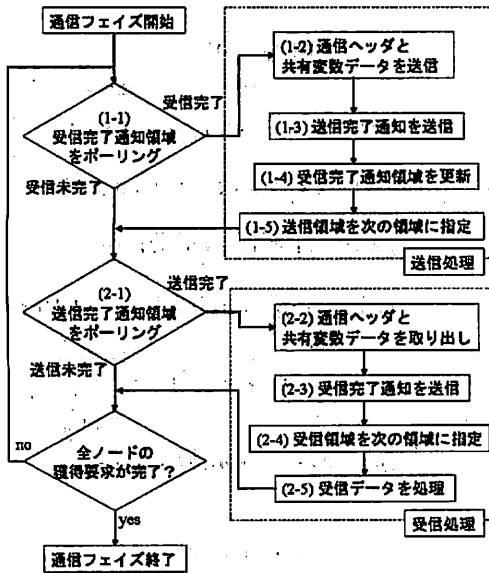 通信フェイズ開始
(1-1)
受信完了通知領域
をポーリング
受信完了
受信未完了
(1-2) 通信ヘッダと
共有変数データを送信
(1-3) 送信完了通知を送信
(1-4) 受信完了通知領域を更新
(1-5) 送信領域を次の領域に指定
送信処理
(2-1)
送信完了通知領域
をポーリング
送信完了
送信未完了
(2-2) 通信ヘッダと
共有変数データを取り出し
(2-3) 受信完了通知を送信
(2-4) 受信領域を次の領域に指定
(2-5) 受信データを処理
受信処理
全ノードの
獲得要求が完了？
no
yes
通信フェイズ終了